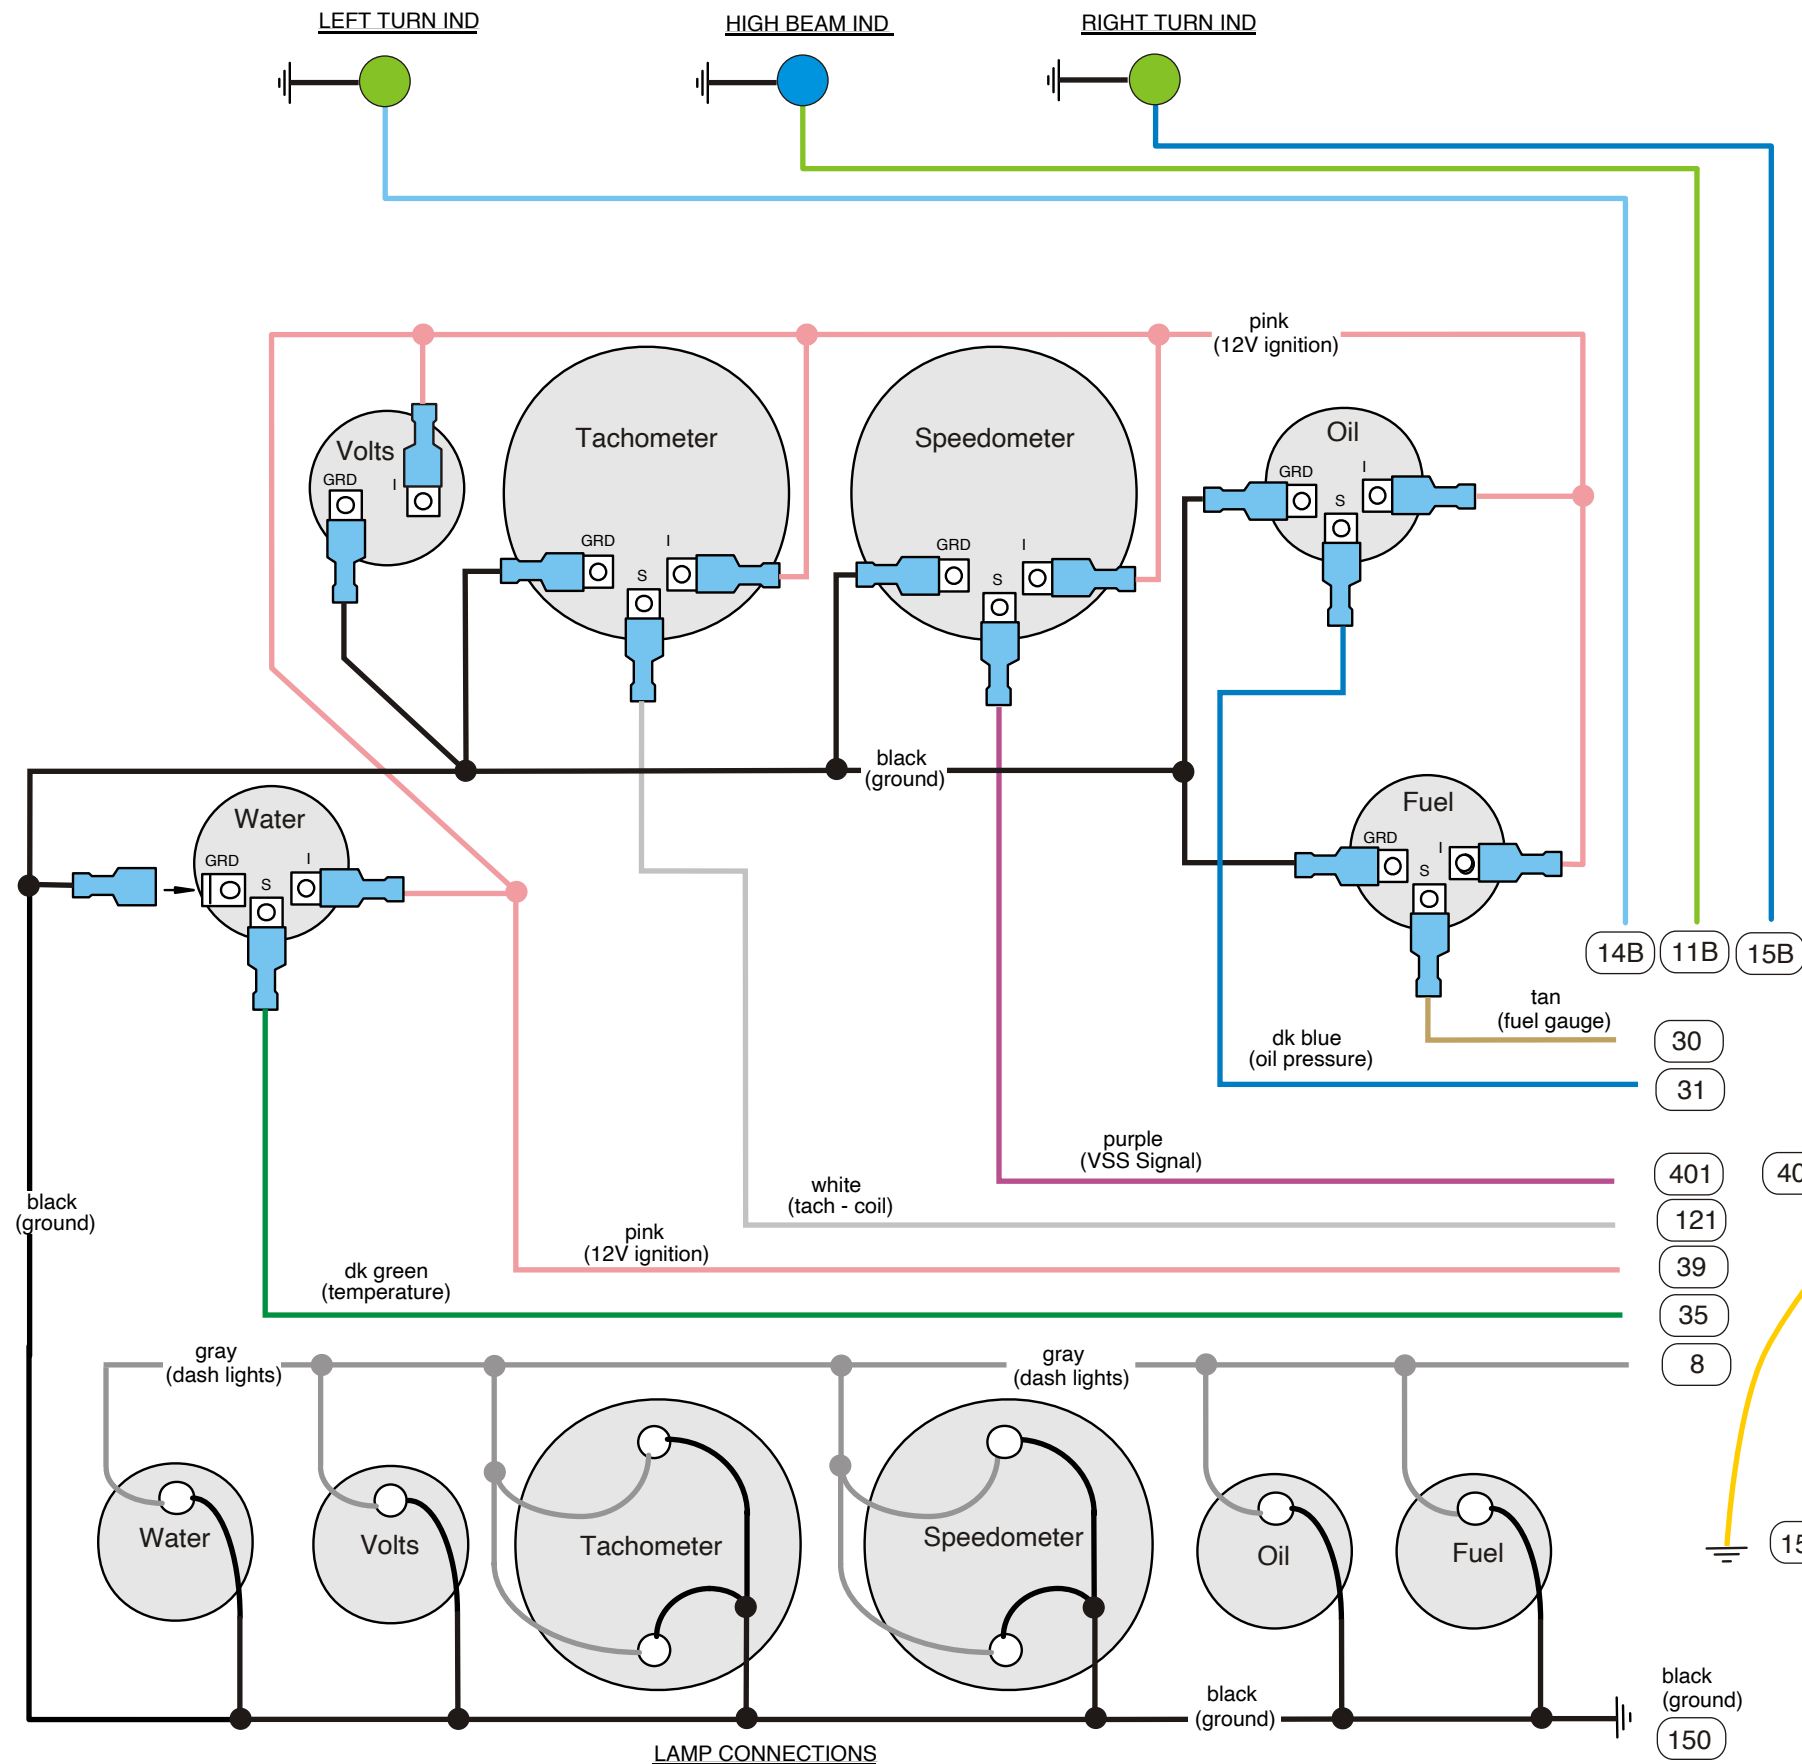 LEFT TURN IND
HIGH BEAM IND
RIGHT TURN IND
pink
(12V ignition)
Volts
GRD
I
Tachometer
GRD
S
I
Speedometer
GRD
S
I
Oil
GRD
S
I
black
(ground)
Water
GRD
S
I
Fuel
GRD
S
I
14B
11B
15B
tan
(fuel gauge)
30
dk blue
(oil pressure)
31
purple
(VSS Signal)
401
40
white
(tach - coil)
121
black
(ground)
pink
(12V ignition)
39
dk green
(temperature)
35
gray
(dash lights)
gray
(dash lights)
8
Water
Volts
Tachometer
Speedometer
Oil
Fuel
15
black
(ground)
black
(ground)
150
LAMP CONNECTIONS